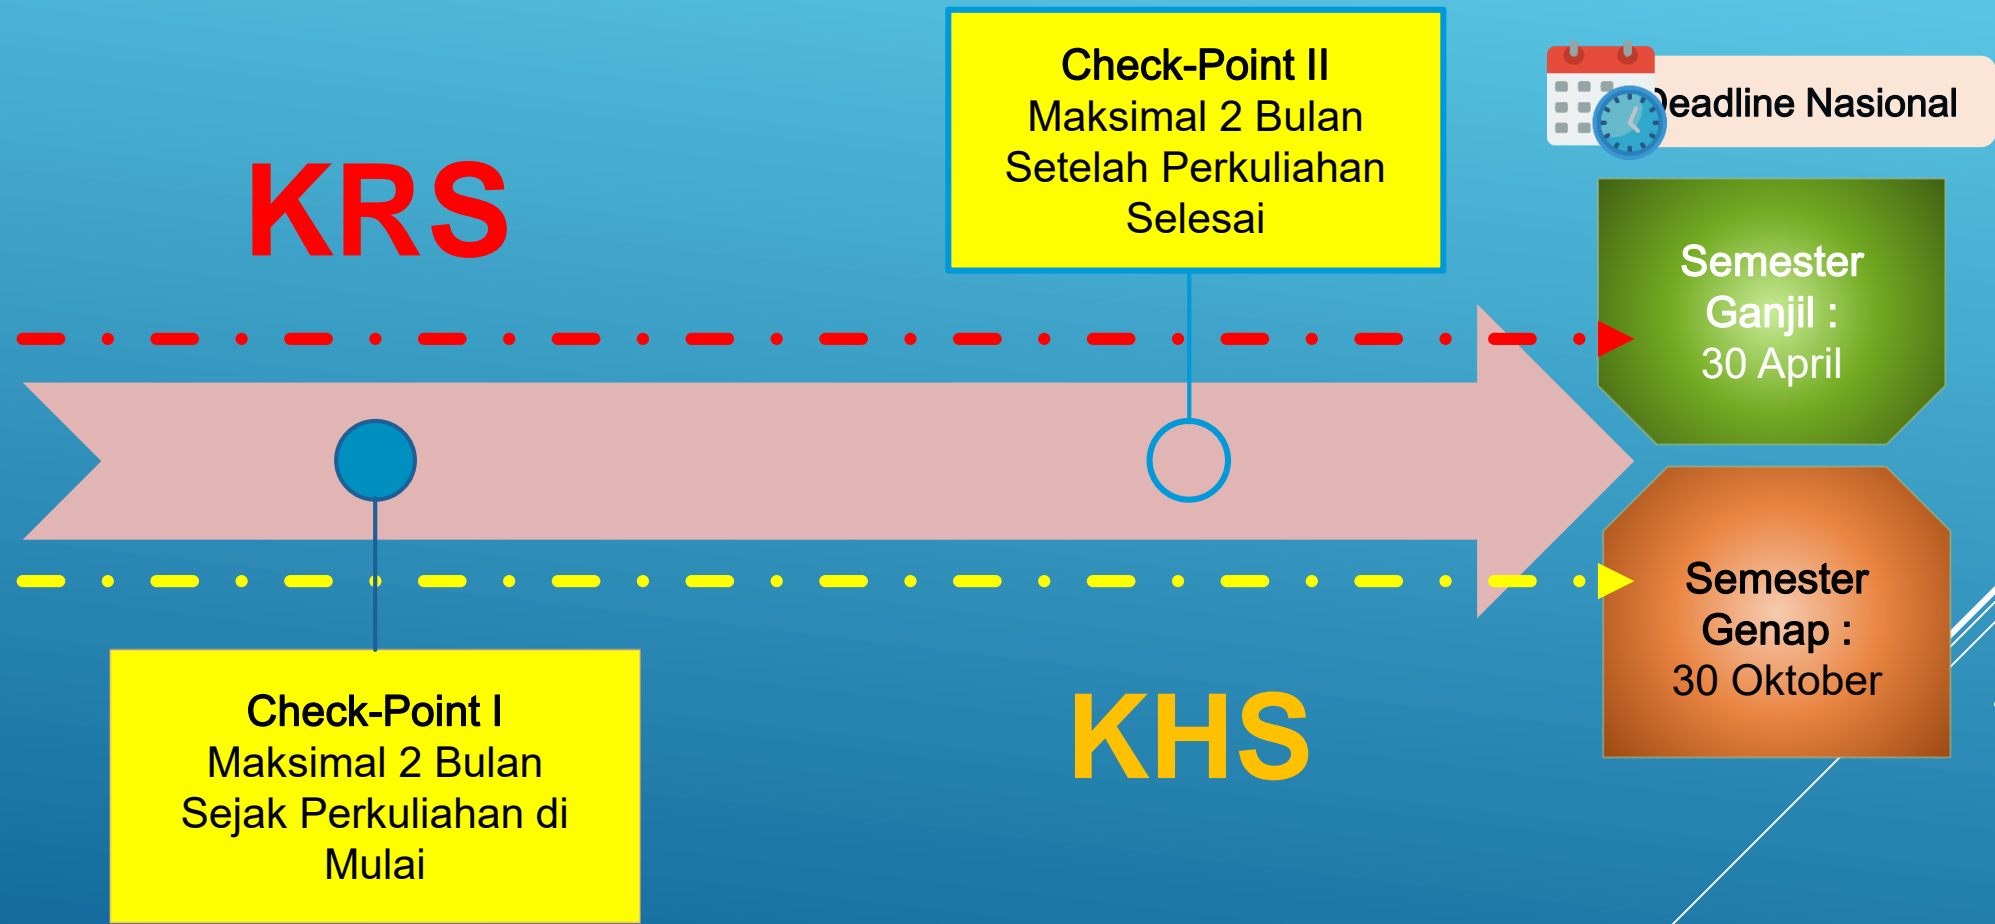 KRS
Check-Point II
Maksimal 2 Bulan
Setelah Perkuliahan
Selesai
Deadline Nasional
Semester
Ganjil :
30 April
Check-Point I
Maksimal 2 Bulan
Sejak Perkuliahan di
Mulai
KHS
Semester
Genap :
30 Oktober